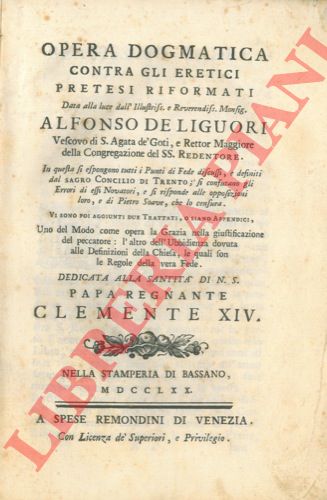 OPERA DOGMATICA
CONTRA GLI ERETICI
PRETESI RIFORMATI
Data alla luce dall' Illustriss. e Reverendiss. Monsig.
ALFONSO DE LIGUORI
Vescovo di S. Agata de' Goti, e Rettor Maggiore
della Congregazione del SS. REDENTORE.
In questa si espongono tutti i Punti di Fede discussi, e definiti
dal SAGRO CONCILIO DI TRENTO; si confutano gli
Errori di essi Novatori, e si risponde alle opposizioni
loro, e di Pietro Suave, che lo censura.
VI SONO POI AGGIUNTI DUE TRATTATI, O SIANO APPENDICI,
Uno del Modo come opera la Grazia nella giustificazione
del peccatore: l' altro dell' Ubbidienza dovuta
alle Definizioni della Chiesa, le quali son
le Regole della vera Fede.
DEDICATA ALLA SANTITA' DI N. S.
PAPA REGNANTE
CLEMENTE XIV.
NELLA STAMPERIA DI BASSANO,
MDCCLXX.
A SPESE REMONDINI DI VENEZIA.
Con Licenza de' Superiori, e Privilegio.
LIBRERIA PIANI